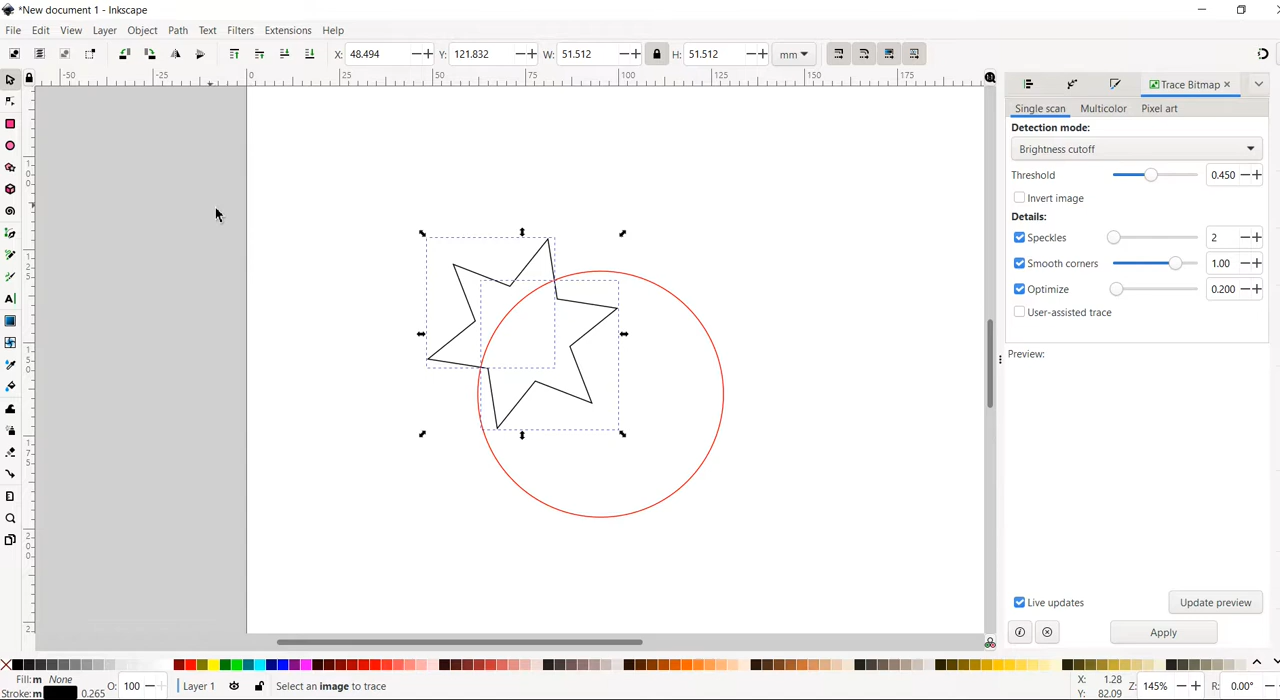 *New document 1 - Inkscape
File Edit View Layer Object Path Text Filters Extensions Help
X: 48.494 Y: 121.832 W: 51.512 H: 51.512 mm
-50 -25 0 25 50 75 100 125 150 175
Trace Bitmap
Single scan Multicolor Pixel art
Detection mode:
Brightness cutoff
Threshold 0.450
Invert image
Details:
Speckles 2
Smooth corners 1.00
Optimize 0.200
User-assisted trace
Preview:
Live updates Update preview
Apply
Fill: m None
Stroke: m 0.265 O: 100 Layer 1 Select an image to trace X: 1.28 Y: 82.09 Z: 145% R: 0.00°